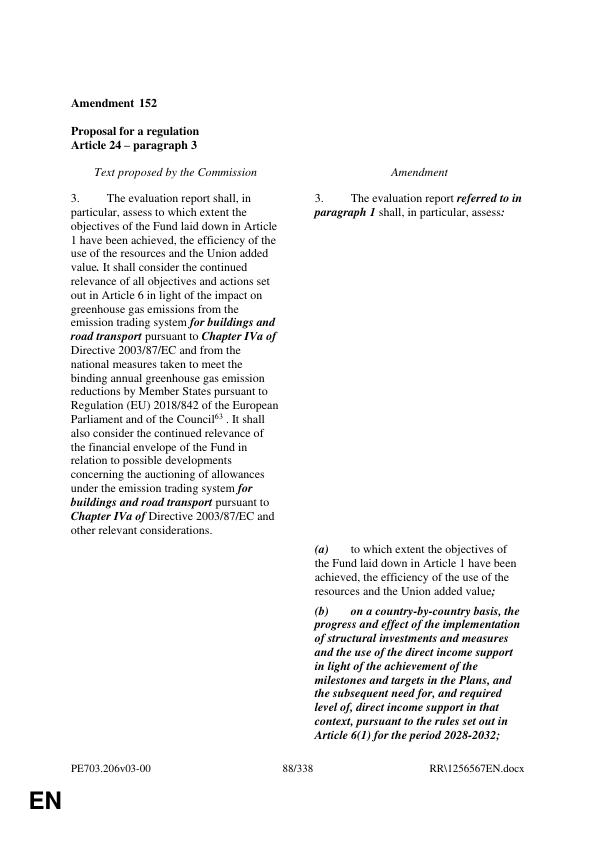 Amendment 152
Proposal for a regulation
Article 24 – paragraph 3
Text proposed by the Commission
Amendment
3. The evaluation report shall, in
particular, assess to which extent the
objectives of the Fund laid down in Article
1 have been achieved, the efficiency of the
use of the resources and the Union added
value. It shall consider the continued
relevance of all objectives and actions set
out in Article 6 in light of the impact on
greenhouse gas emissions from the
emission trading system for buildings and
road transport pursuant to Chapter IVa of
Directive 2003/87/EC and from the
national measures taken to meet the
binding annual greenhouse gas emission
reductions by Member States pursuant to
Regulation (EU) 2018/842 of the European
Parliament and of the Council63 . It shall
also consider the continued relevance of
the financial envelope of the Fund in
relation to possible developments
concerning the auctioning of allowances
under the emission trading system for
buildings and road transport pursuant to
Chapter IVa of Directive 2003/87/EC and
other relevant considerations.
3. The evaluation report referred to in
paragraph 1 shall, in particular, assess:
(a) to which extent the objectives of
the Fund laid down in Article 1 have been
achieved, the efficiency of the use of the
resources and the Union added value;
(b) on a country-by-country basis, the
progress and effect of the implementation
of structural investments and measures
and the use of the direct income support
in light of the achievement of the
milestones and targets in the Plans, and
the subsequent need for, and required
level of, direct income support in that
context, pursuant to the rules set out in
Article 6(1) for the period 2028-2032;
PE703.206v03-00
88/338
RR\1256567EN.docx
EN